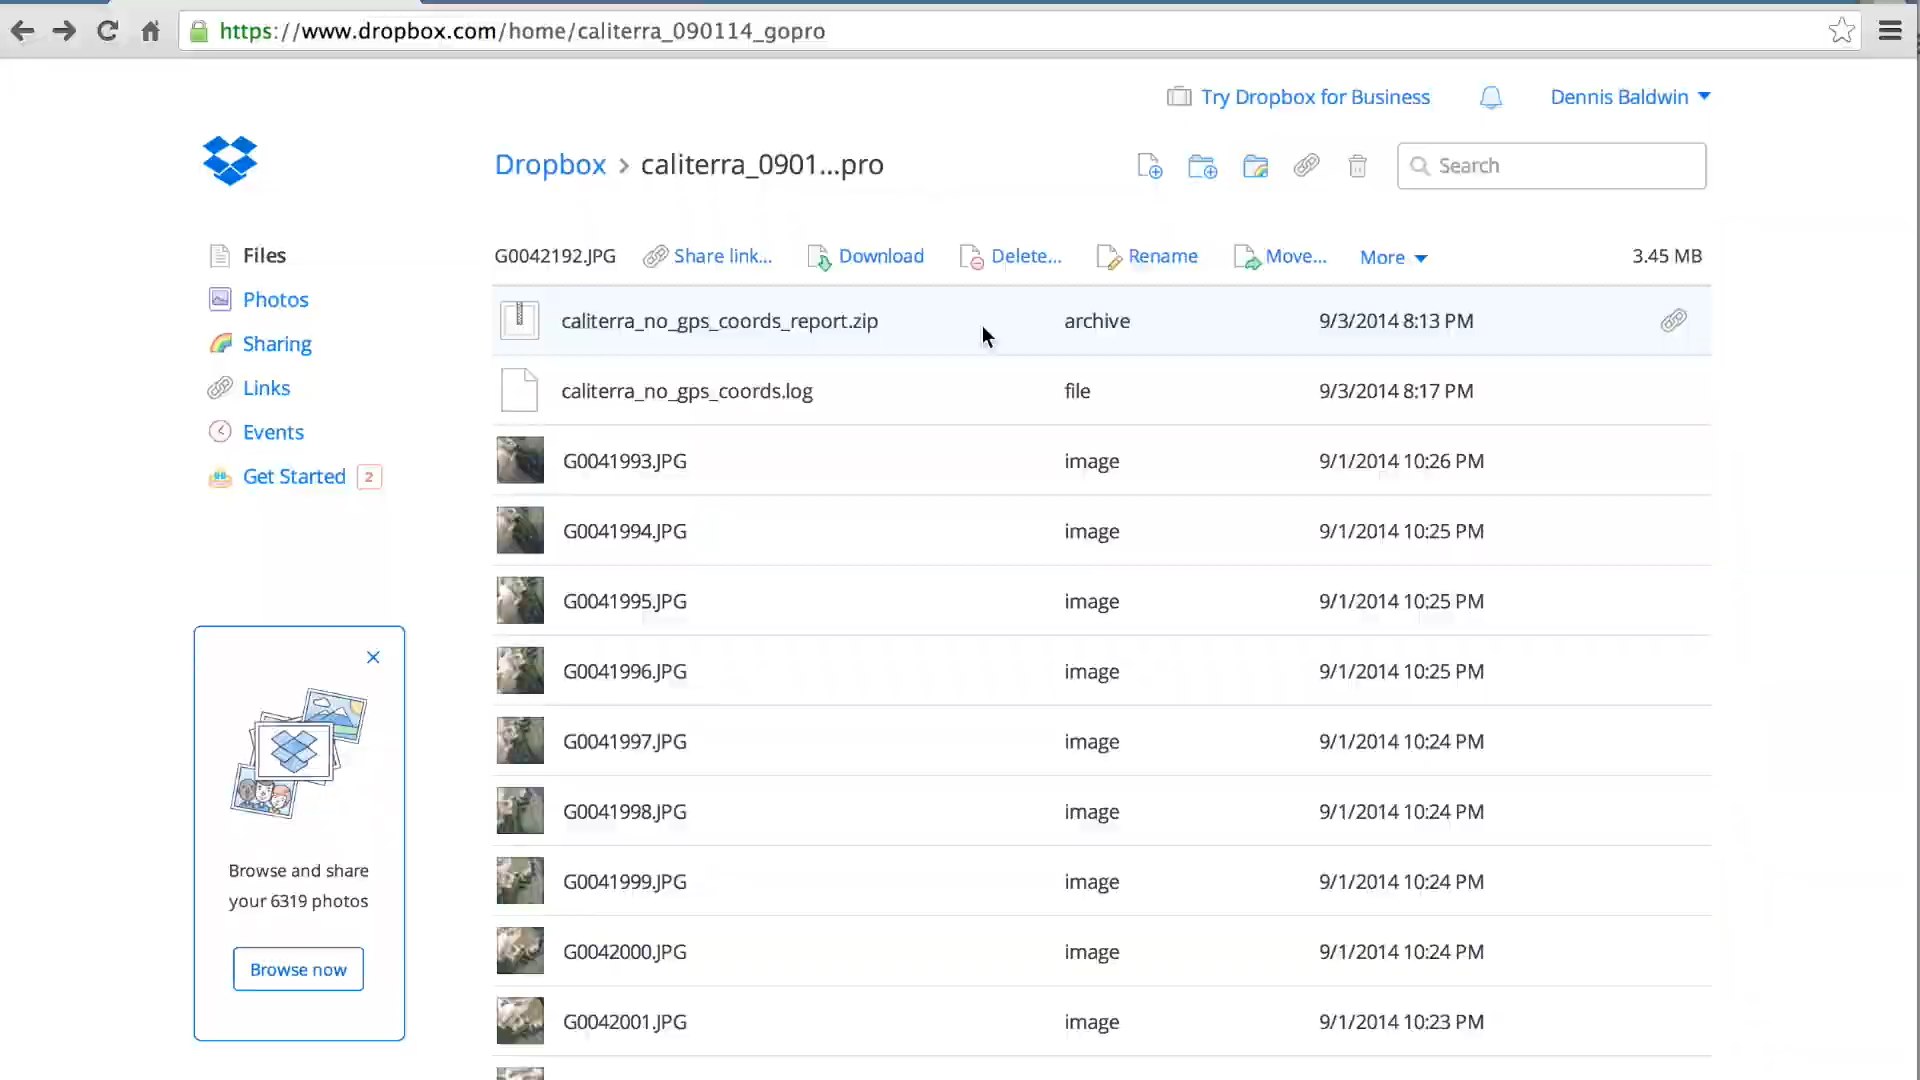 https://www.dropbox.com/home/caliterra_090114_gopro
Try Dropbox for Business
Dennis Baldwin
Dropbox › caliterra_0901...pro
Search
Files
Photos
Sharing
Links
Events
Get Started 2
G0042192.JPG Share link... Download Delete... Rename Move... More 3.45 MB
caliterra_no_gps_coords_report.zip archive 9/3/2014 8:13 PM
caliterra_no_gps_coords.log file 9/3/2014 8:17 PM
G0041993.JPG image 9/1/2014 10:26 PM
G0041994.JPG image 9/1/2014 10:25 PM
G0041995.JPG image 9/1/2014 10:25 PM
G0041996.JPG image 9/1/2014 10:25 PM
G0041997.JPG image 9/1/2014 10:24 PM
G0041998.JPG image 9/1/2014 10:24 PM
G0041999.JPG image 9/1/2014 10:24 PM
G0042000.JPG image 9/1/2014 10:24 PM
G0042001.JPG image 9/1/2014 10:23 PM
Browse and share
your 6319 photos
Browse now